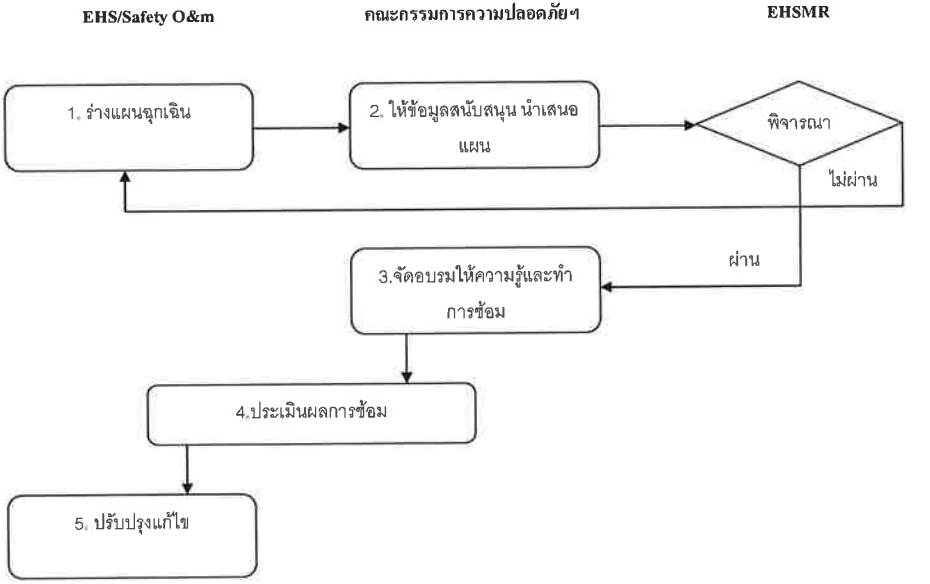 EHS/Safety O&m
คณะกรรมการความปลอดภัยฯ
EHSMR
1. ร่างแผนฉุกเฉิน
2. ให้ข้อมูลสนับสนุน นำเสนอ
แผน
พิจารณา
ไม่ผ่าน
ผ่าน
3.จัดอบรมให้ความรู้และทำ
การซ้อม
4.ประเมินผลการซ้อม
5. ปรับปรุงแก้ไข